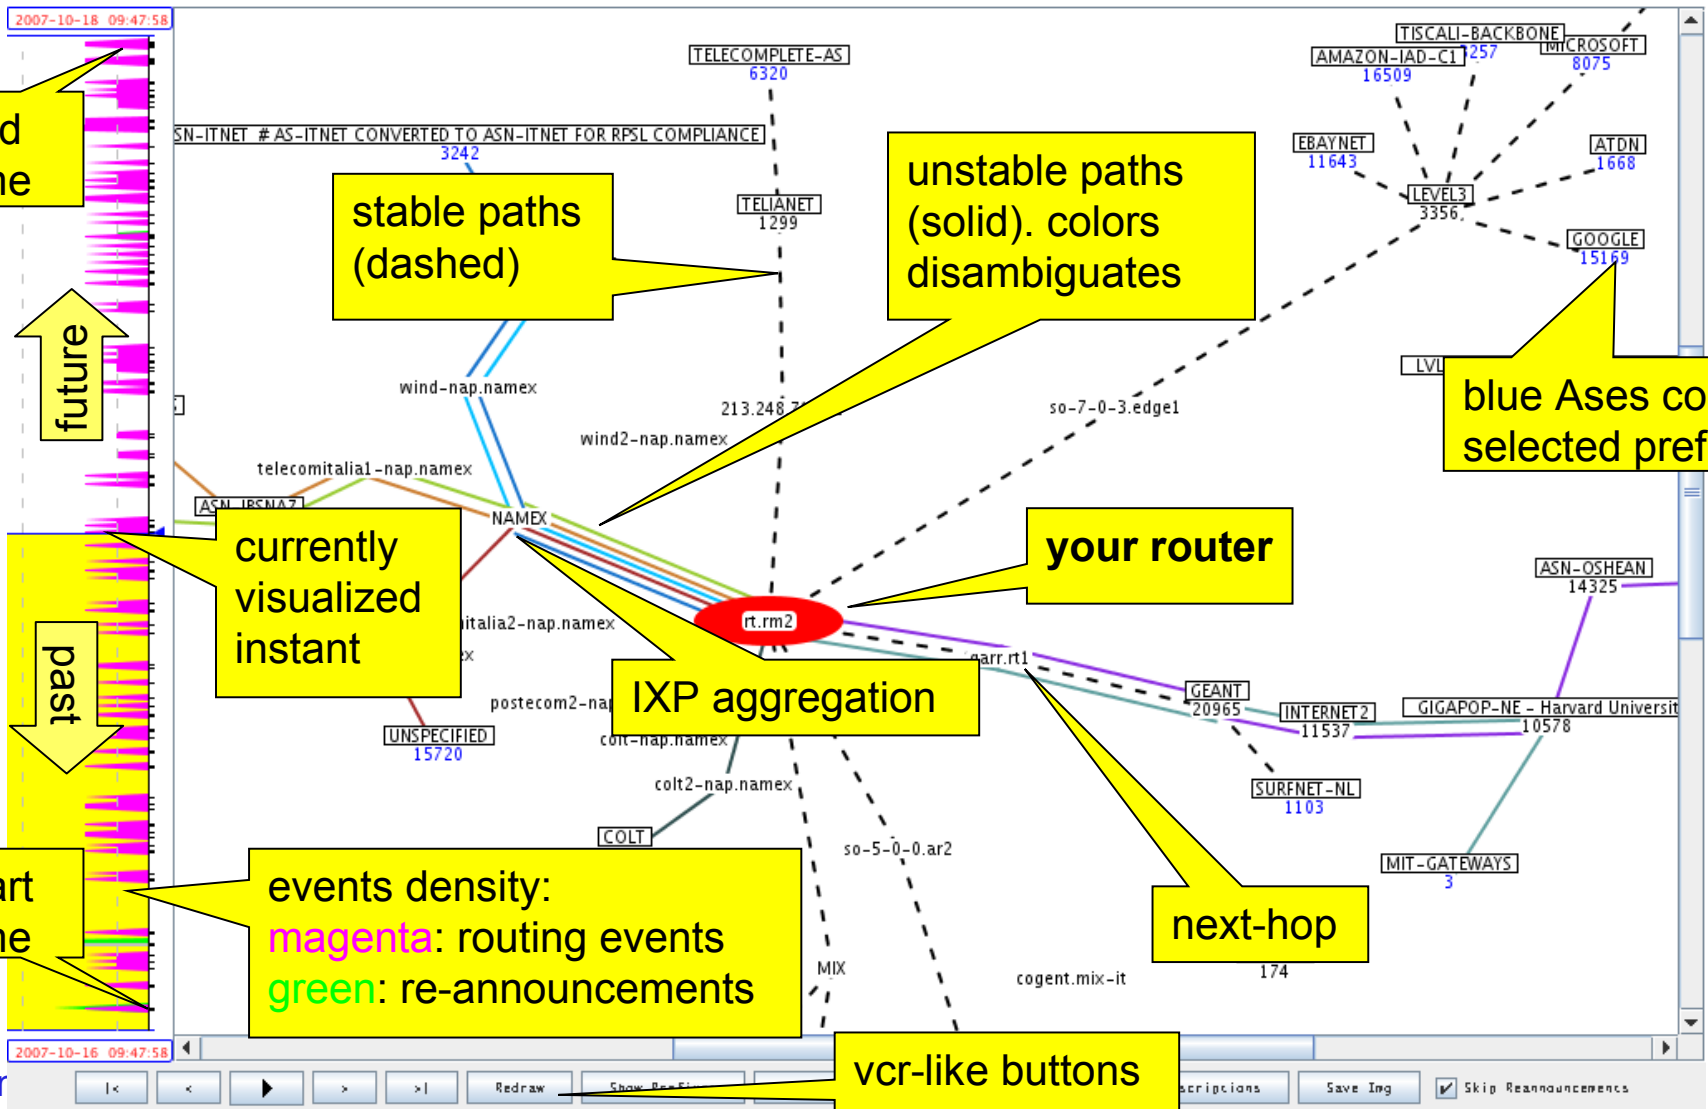 2007-10-18 09:47:58
TELECOMPLETE-AS
6320
TISCALI-BACKBONE
3257
MICROSOFT
8075
AMAZON-IAD-C1
16509
SN-ITNET # AS-ITNET CONVERTED TO ASN-ITNET FOR RPSL COMPLIANCE
3242
EBAYNET
11643
ATDN
1668
LEVEL3
3356
GOOGLE
15169
TELIANET
1299
stable paths
(dashed)
unstable paths
(solid). colors
disambiguates
future
wind-nap.namex
213.248.7
so-7-0-3.edge1
LVL
blue Ases co
selected pref
wind2-nap.namex
telecomitalia1-nap.namex
NAMEX
currently
visualized
instant
your router
ASN-OSHEAN
14325
rt.rm2
italia2-nap.namex
past
garr.rt1
IXP aggregation
postecom2-nap
GEANT
20965
INTERNET2
11537
GIGAPOP-NE - Harvard Universit
10578
UNSPECIFIED
15720
colt-nap.namex
colt2-nap.namex
SURFNET-NL
1103
COLT
so-5-0-0.ar2
MIT-GATEWAYS
3
events density:
magenta: routing events
green: re-announcements
next-hop
174
MIX
cogent.mix-it
2007-10-16 09:47:58
vcr-like buttons
|<
<
>
>|
Redraw
scriptions
Save Img
Skip Reannouncements